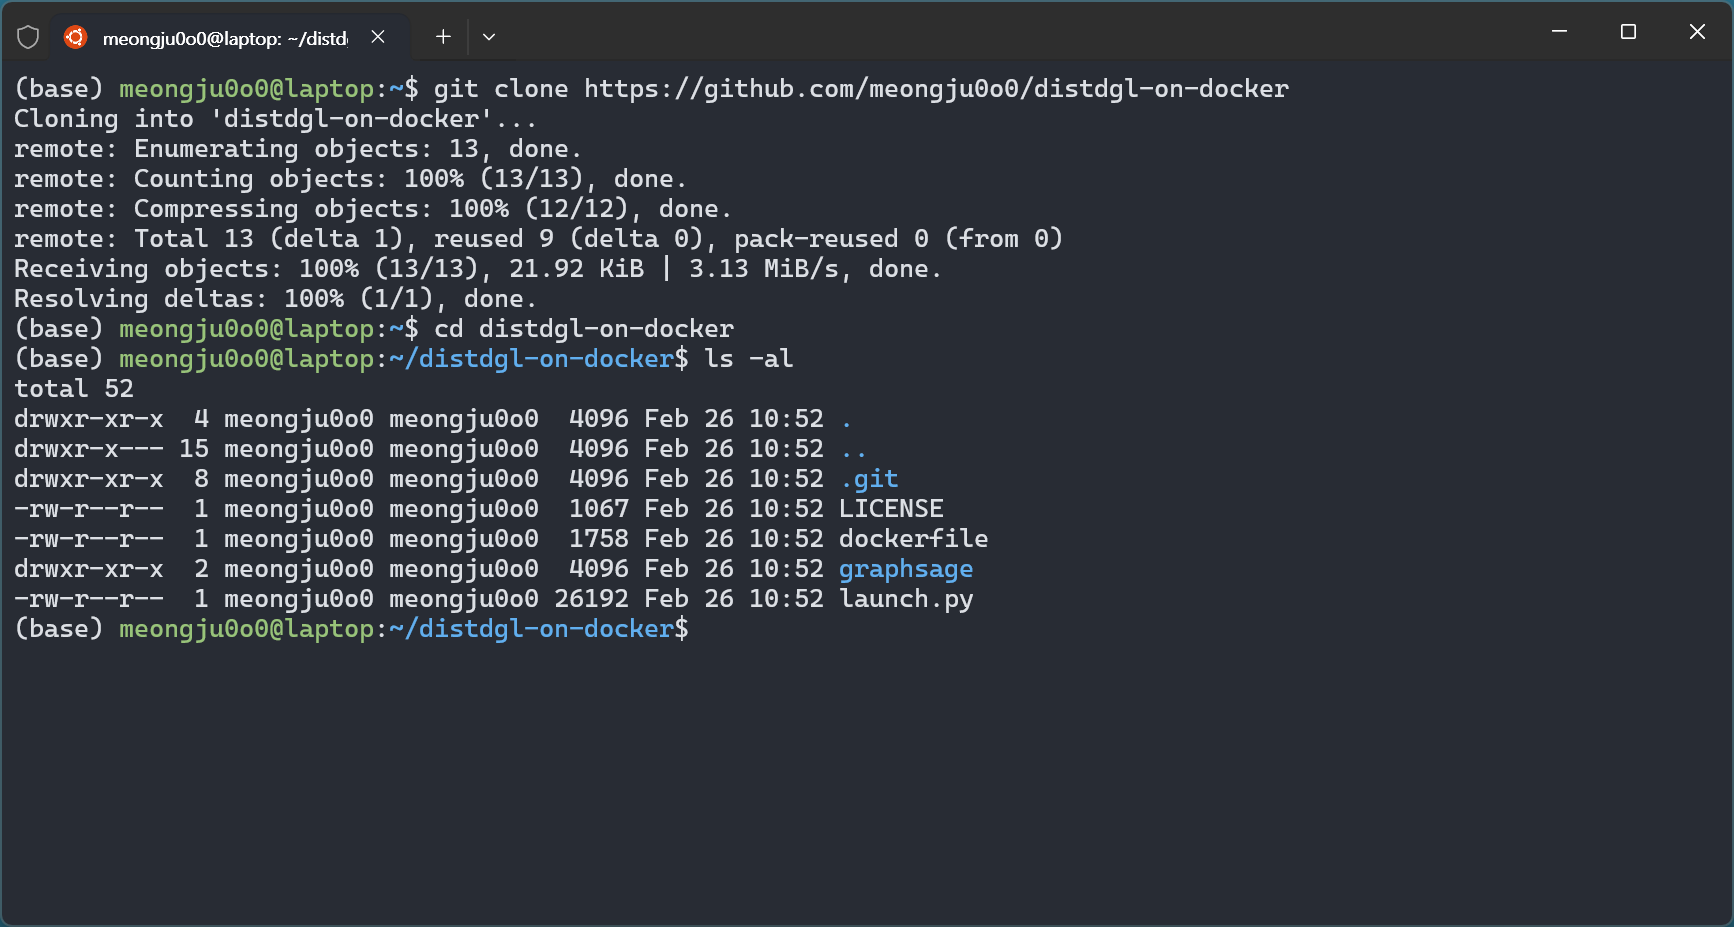 meongju0o0@laptop: ~/distd
(base) meongju0o0@laptop:~$ git clone https://github.com/meongju0o0/distdgl-on-docker
Cloning into 'distdgl-on-docker'...
remote: Enumerating objects: 13, done.
remote: Counting objects: 100% (13/13), done.
remote: Compressing objects: 100% (12/12), done.
remote: Total 13 (delta 1), reused 9 (delta 0), pack-reused 0 (from 0)
Receiving objects: 100% (13/13), 21.92 KiB | 3.13 MiB/s, done.
Resolving deltas: 100% (1/1), done.
(base) meongju0o0@laptop:~$ cd distdgl-on-docker
(base) meongju0o0@laptop:~/distdgl-on-docker$ ls -al
total 52
drwxr-xr-x  4 meongju0o0 meongju0o0  4096 Feb 26 10:52 .
drwxr-x--- 15 meongju0o0 meongju0o0  4096 Feb 26 10:52 ..
drwxr-xr-x  8 meongju0o0 meongju0o0  4096 Feb 26 10:52 .git
-rw-r--r--  1 meongju0o0 meongju0o0  1067 Feb 26 10:52 LICENSE
-rw-r--r--  1 meongju0o0 meongju0o0  1758 Feb 26 10:52 dockerfile
drwxr-xr-x  2 meongju0o0 meongju0o0  4096 Feb 26 10:52 graphsage
-rw-r--r--  1 meongju0o0 meongju0o0 26192 Feb 26 10:52 launch.py
(base) meongju0o0@laptop:~/distdgl-on-docker$